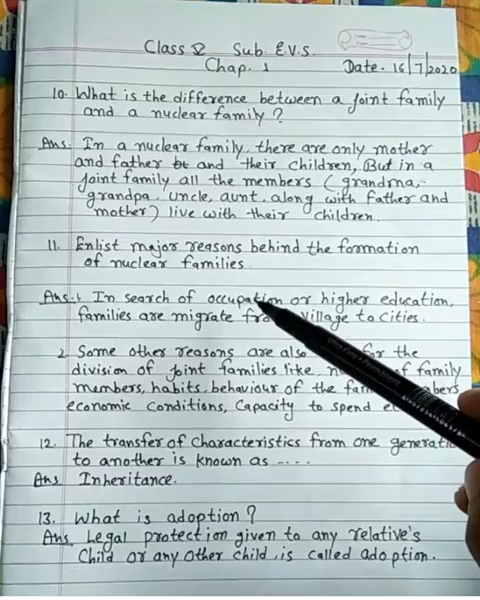 Class V Sub. E.V.S.
Chap. 1 Date. 16/7/2020
10. What is the difference between a joint family
and a nuclear family?
Ans. In a nuclear family, there are only mother
and father and their children, But in a
joint family all the members (grandma,
grandpa, uncle, aunt, along with father and
mother) live with their children.
11. Enlist major reasons behind the formation
of nuclear families.
Ans. 1. In search of occupation or higher education,
families are migrate village to cities.
2. Some other reasons are also for the
division of joint families like, of family
members, habits, behaviour of the
economic conditions, capacity to spend
12. The transfer of characteristics from one
to another is known as ....
Ans Inheritance.
13. What is adoption?
Ans. Legal protection given to any relative's
child or any other child, is called adoption.